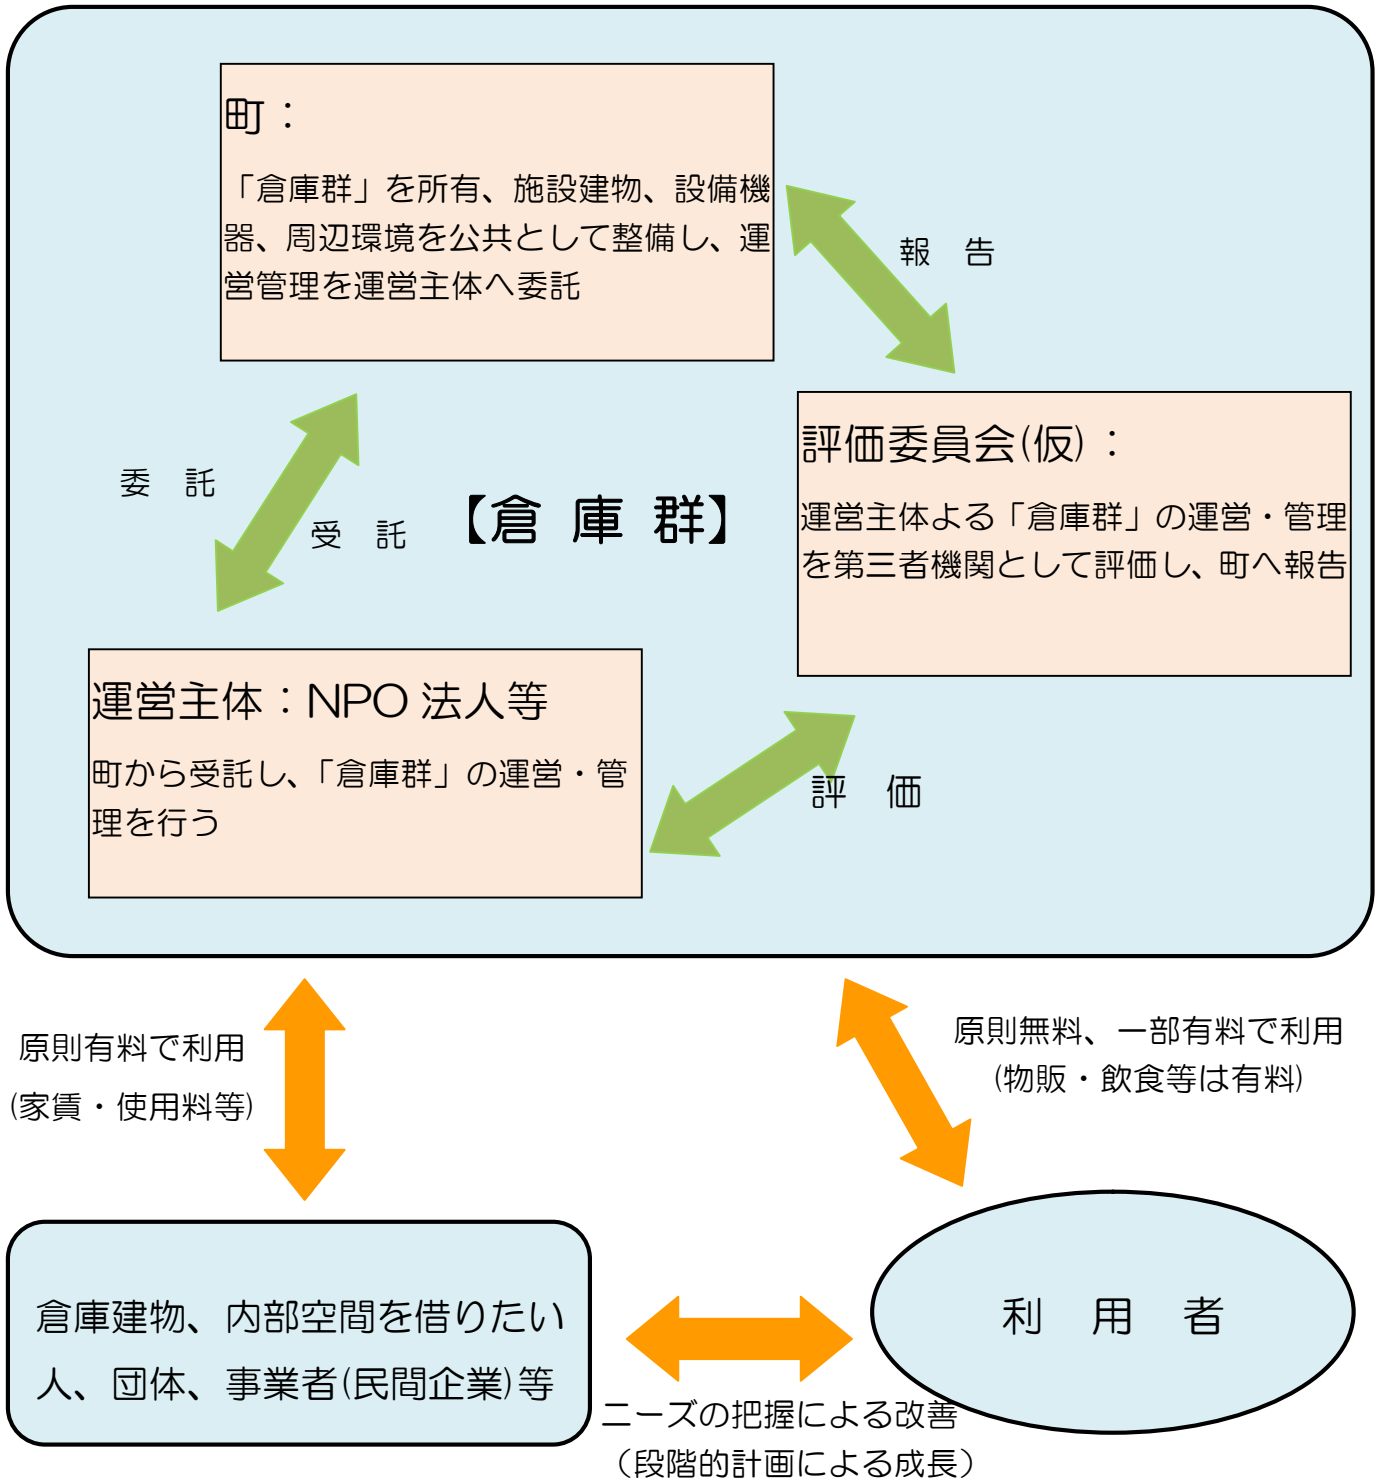 町：
「倉庫群」を所有、施設建物、設備機
器、周辺環境を公共として整備し、運
営管理を運営主体へ委託
報　告
評価委員会(仮)：
運営主体よる「倉庫群」の運営・管理
を第三者機関として評価し、町へ報告
委　託
受　託
【倉 庫 群】
運営主体：NPO 法人等
町から受託し、「倉庫群」の運営・管
理を行う
評　価
原則有料で利用
(家賃・使用料等)
原則無料、一部有料で利用
(物販・飲食等は有料)
倉庫建物、内部空間を借りたい
人、団体、事業者(民間企業)等
利　用　者
ニーズの把握による改善
（段階的計画による成長）